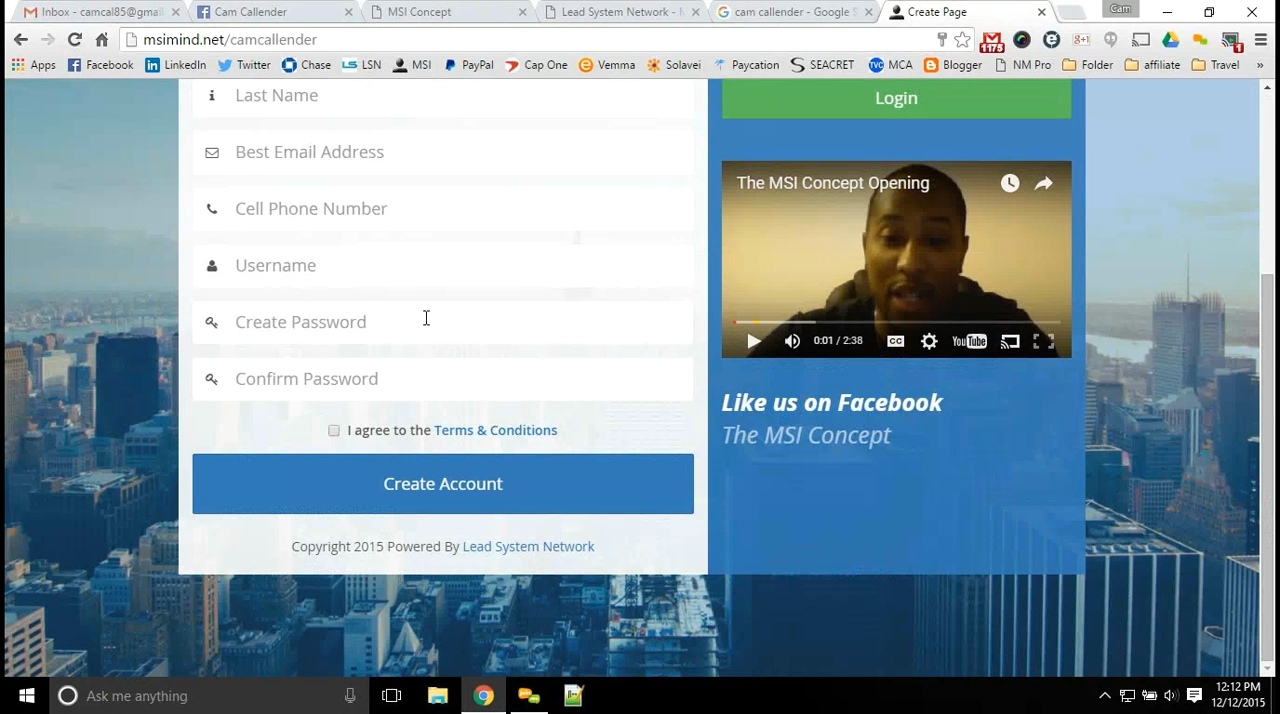 Inbox - camcal85@gmail
Cam Callender
MSI Concept
Lead System Network - M
cam callender - Google S
Create Page
Cam
msimind.net/camcallender
1175
1
Apps
Facebook
LinkedIn
Twitter
Chase
LSN
MSI
PayPal
Cap One
Vemma
Solavei
Paycation
SEACRET
MCA
Blogger
NM Pro
Folder
affiliate
Travel
»
Last Name
Best Email Address
Cell Phone Number
Username
Create Password
Confirm Password
I agree to the Terms & Conditions
Create Account
Copyright 2015 Powered By Lead System Network
Login
The MSI Concept Opening
0:01 / 2:38
CC
YouTube
Like us on Facebook
The MSI Concept
Ask me anything
12:12 PM
12/12/2015